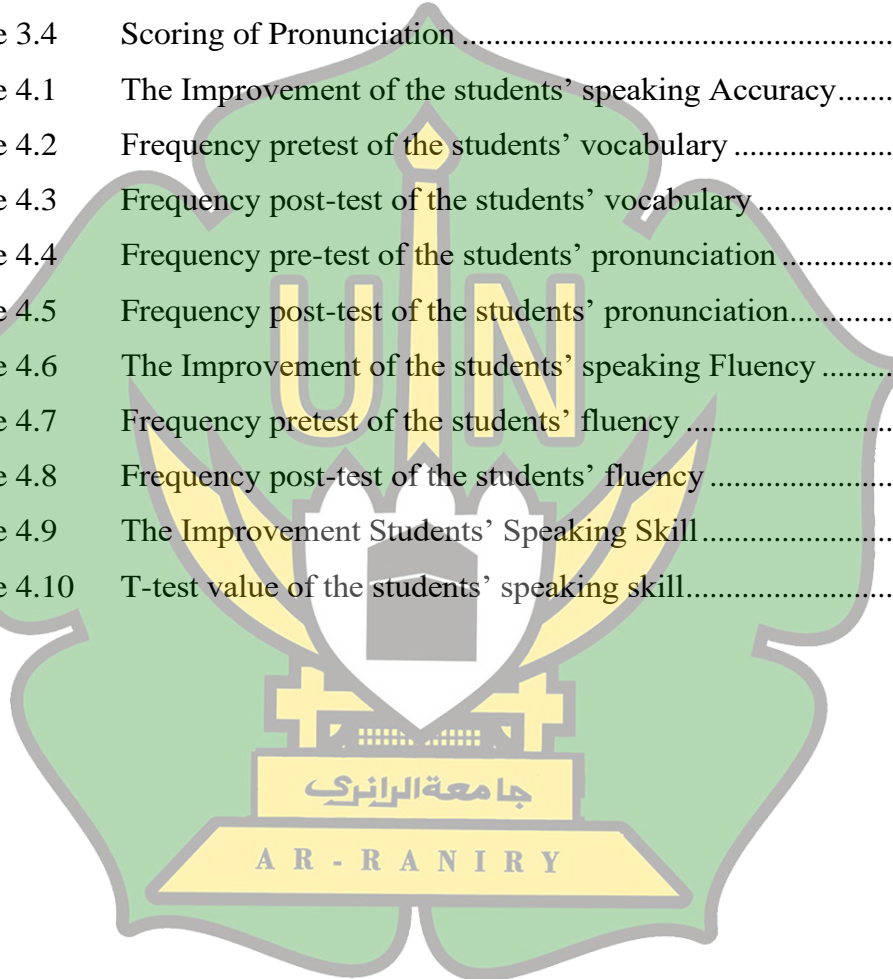 e 3.4 Scoring of Pronunciation ................................................................................
e 4.1 The Improvement of the students’ speaking Accuracy.......
e 4.2 Frequency pretest of the students’ vocabulary .....................
e 4.3 Frequency post-test of the students’ vocabulary ..................
e 4.4 Frequency pre-test of the students’ pronunciation ...............
e 4.5 Frequency post-test of the students’ pronunciation..............
e 4.6 The Improvement of the students’ speaking Fluency ..........
e 4.7 Frequency pretest of the students’ fluency ...........................
e 4.8 Frequency post-test of the students’ fluency ........................
e 4.9 The Improvement Students’ Speaking Skill .........................
e 4.10 T-test value of the students’ speaking skill...........................
UIN
جامعة الرانري
AR-RANIRY